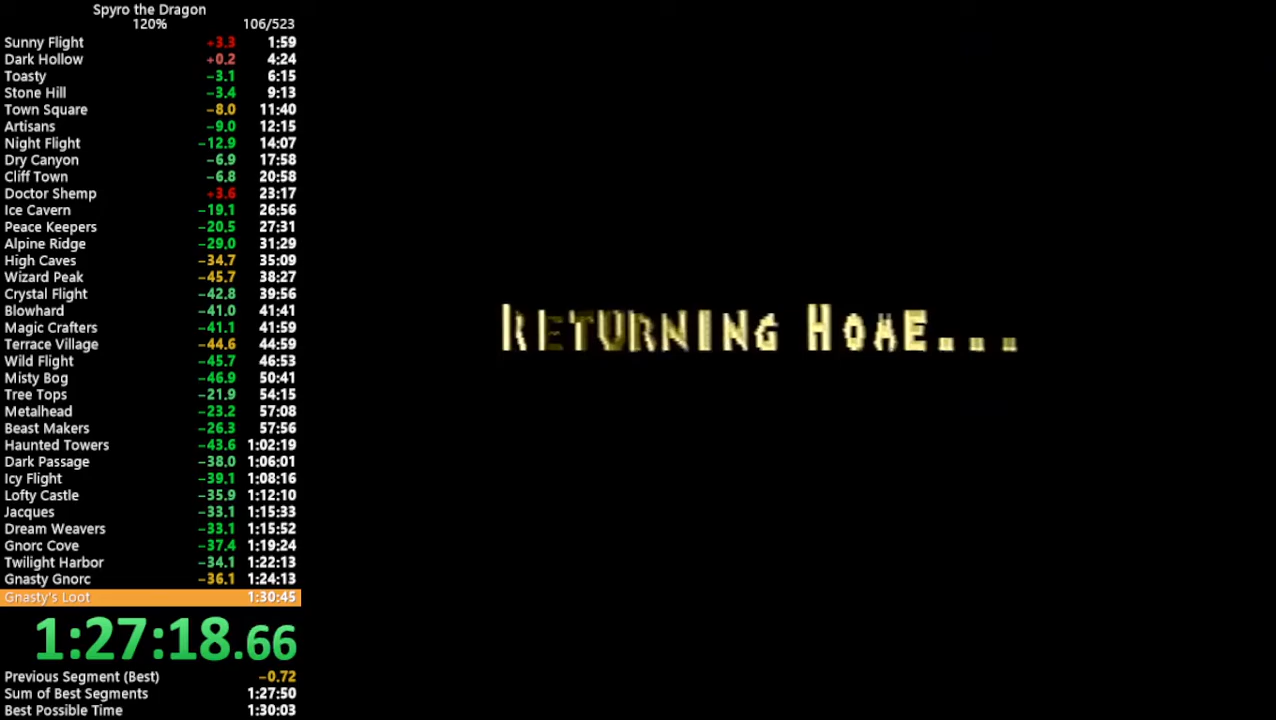 Spyro the Dragon
120% 106/523
Sunny Flight +3.3 1:59
Dark Hollow +0.2 4:24
Toasty −3.1 6:15
Stone Hill −3.4 9:13
Town Square −8.0 11:40
Artisans −9.0 12:15
Night Flight −12.9 14:07
Dry Canyon −6.9 17:58
Cliff Town −6.8 20:58
Doctor Shemp +3.6 23:17
Ice Cavern −19.1 26:56
Peace Keepers −20.5 27:31
Alpine Ridge −29.0 31:29
High Caves −34.7 35:09
Wizard Peak −45.7 38:27
Crystal Flight −42.8 39:56
Blowhard −41.0 41:41
Magic Crafters −41.1 41:59
Terrace Village −44.6 44:59
Wild Flight −45.7 46:53
Misty Bog −46.9 50:41
Tree Tops −21.9 54:15
Metalhead −23.2 57:08
Beast Makers −26.3 57:56
Haunted Towers −43.6 1:02:19
Dark Passage −38.0 1:06:01
Icy Flight −39.1 1:08:16
Lofty Castle −35.9 1:12:10
Jacques −33.1 1:15:33
Dream Weavers −33.1 1:15:52
Gnorc Cove −37.4 1:19:24
Twilight Harbor −34.1 1:22:13
Gnasty Gnorc −36.1 1:24:13
Gnasty's Loot 1:30:45
1:27:18.66
Previous Segment (Best) −0.72
Sum of Best Segments 1:27:50
Best Possible Time 1:30:03
RETURNING HOME...